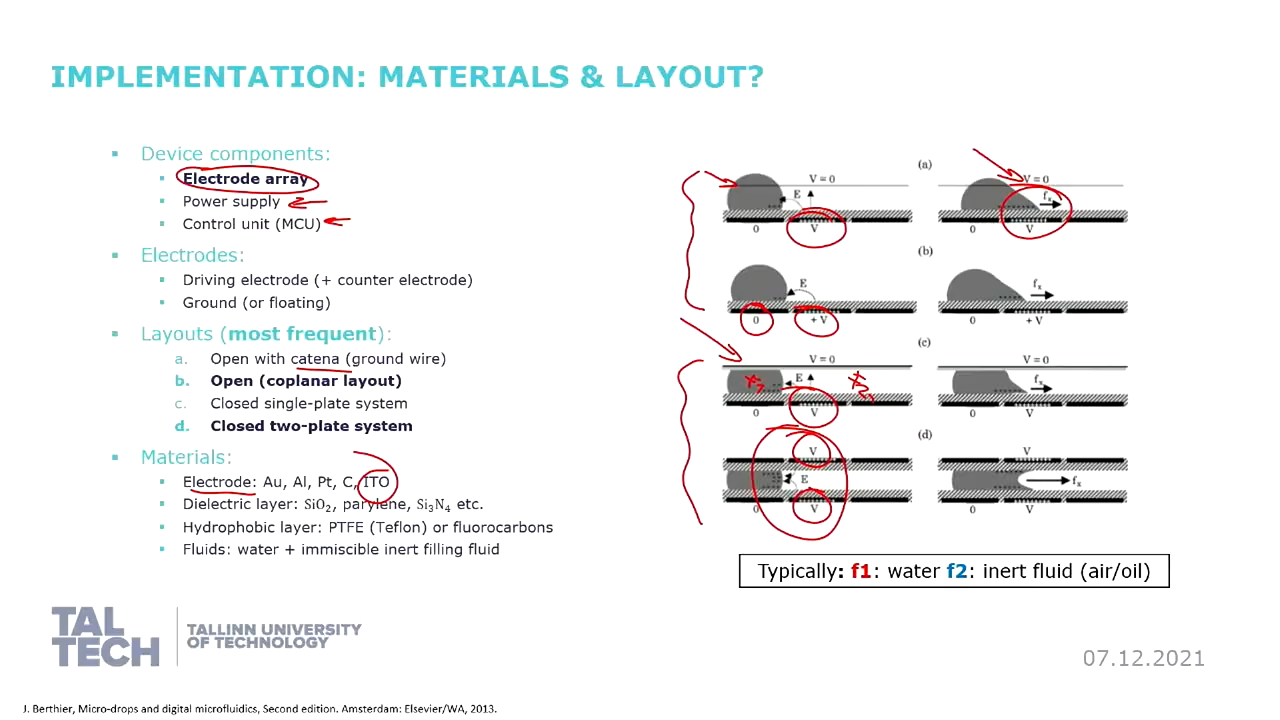 IMPLEMENTATION: MATERIALS & LAYOUT?
▪ Device components:
▪ Electrode array
▪ Power supply
▪ Control unit (MCU)
▪ Electrodes:
▪ Driving electrode (+ counter electrode)
▪ Ground (or floating)
▪ Layouts (most frequent):
a. Open with catena (ground wire)
b. Open (coplanar layout)
c. Closed single-plate system
d. Closed two-plate system
▪ Materials:
▪ Electrode: Au, Al, Pt, C, ITO
▪ Dielectric layer: SiO₂, parylene, Si₃N₄ etc.
▪ Hydrophobic layer: PTFE (Teflon) or fluorocarbons
▪ Fluids: water + immiscible inert filling fluid
(a)
V = 0 V = 0
E fₓ
0 V 0 V
(b)
E fₓ
0 + V 0 + V
(c)
V = 0 V = 0
E fₓ
0 V 0 V
(d)
V
E fₓ
0 V 0 V
Typically: f1: water f2: inert fluid (air/oil)
TAL
TECH
TALLINN UNIVERSITY
OF TECHNOLOGY
07.12.2021
J. Berthier, Micro-drops and digital microfluidics, Second edition. Amsterdam: Elsevier/WA, 2013.